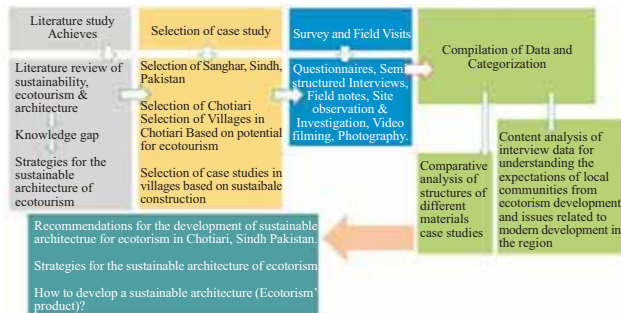 Literature study
Achieves
Literature review of
sustainability,
ecotourism &
architecture
Knowledge gap
Strategies for the
sustainable
architecture of
ecotourism
Selection of case study
Selection of Sanghar, Sindh,
Pakistan
Selection of Chotiari
Selection of Villages in
Chotiari Based on potential
for ecotourism
Selection of case studies in
villages based on sustaibale
construction
Survey and Field Visits
Questionnaires, Semi
structured Interviews,
Field notes, Site
observation &
Investigation, Video
filming, Photography.
Compilation of Data and
Categorization
Comparative
analysis of
structures of
different
materials
case studies
Content analysis of
interview data for
understanding the
expectations of local
communities from
ecotorism development
and issues related to
modern development in
the region
Recommendations for the development of sustainable
architectrue for ecotorism in Chotiari, Sindh Pakistan.
Strategies for the sustainable architecture of ecotorism
How to develop a sustainable architecture (Ecotorism'
product)?